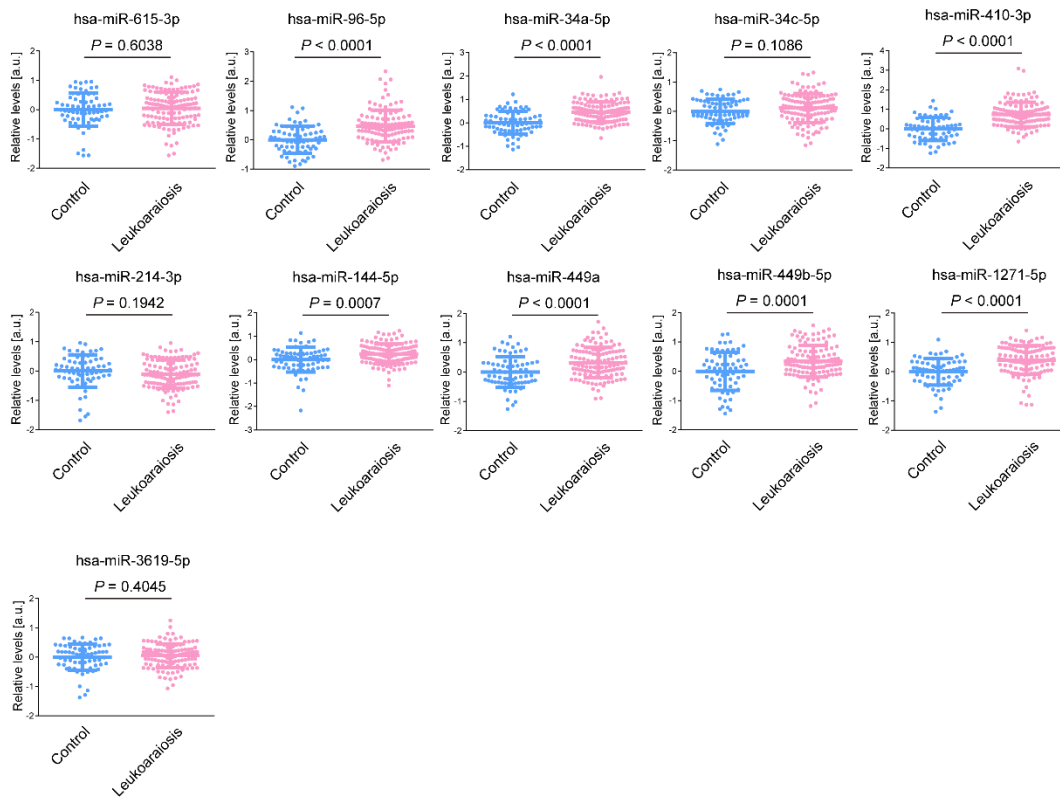 hsa-miR-615-3p
P = 0.6038
Relative levels [a.u.]
2
1
0
-1
-2
Control
Leukoaraiosis
hsa-miR-96-5p
P < 0.0001
Relative levels [a.u.]
3
2
1
0
-1
Control
Leukoaraiosis
hsa-miR-34a-5p
P < 0.0001
Relative levels [a.u.]
3
2
1
0
-1
-2
Control
Leukoaraiosis
hsa-miR-34c-5p
P = 0.1086
Relative levels [a.u.]
2
1
0
-1
-2
Control
Leukoaraiosis
hsa-miR-410-3p
P < 0.0001
Relative levels [a.u.]
4
3
2
1
0
-1
-2
Control
Leukoaraiosis
hsa-miR-214-3p
P = 0.1942
Relative levels [a.u.]
2
1
0
-1
-2
Control
Leukoaraiosis
hsa-miR-144-5p
P = 0.0007
Relative levels [a.u.]
2
1
0
-1
-2
-3
Control
Leukoaraiosis
hsa-miR-449a
P < 0.0001
Relative levels [a.u.]
2
1
0
-1
-2
Control
Leukoaraiosis
hsa-miR-449b-5p
P = 0.0001
Relative levels [a.u.]
2
1
0
-1
-2
Control
Leukoaraiosis
hsa-miR-1271-5p
P < 0.0001
Relative levels [a.u.]
2
1
0
-1
-2
Control
Leukoaraiosis
hsa-miR-3619-5p
P = 0.4045
Relative levels [a.u.]
2
1
0
-1
-2
Control
Leukoaraiosis